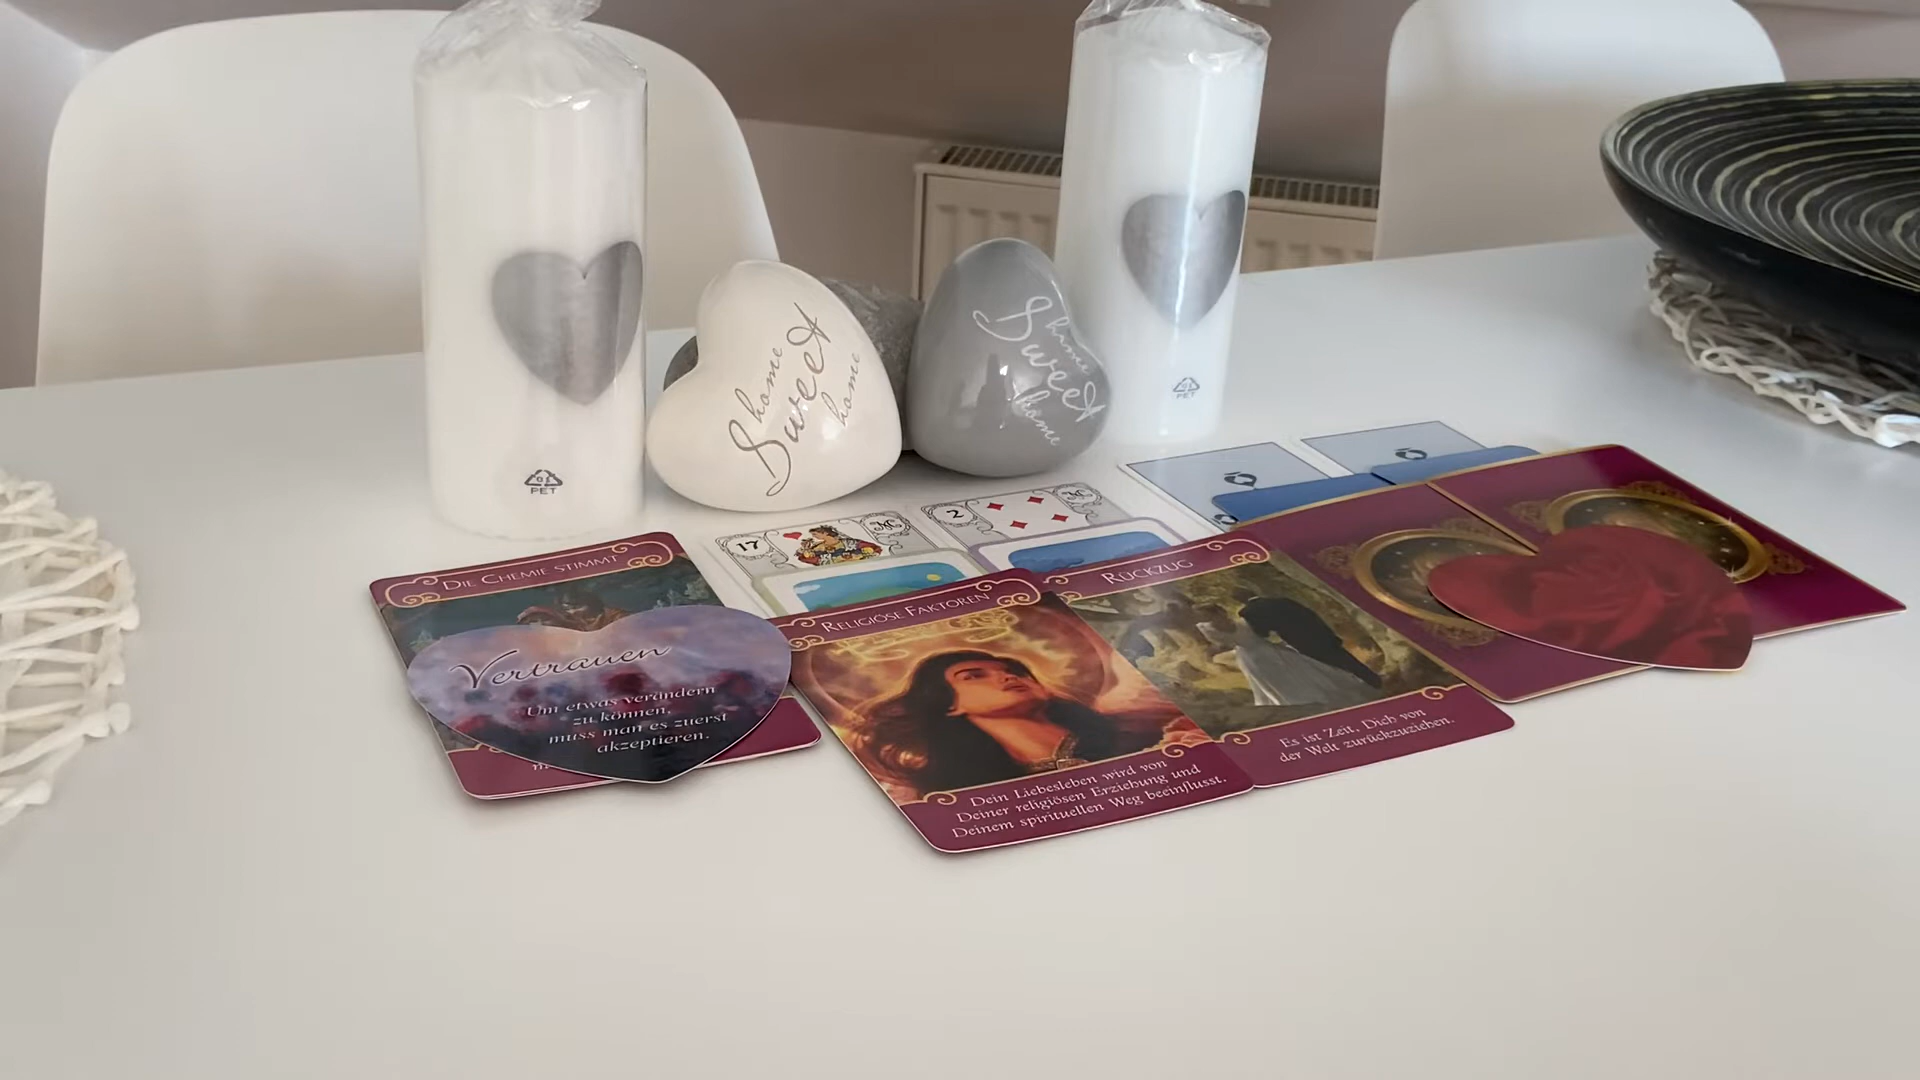 01
PET
home
Sweet
home
home
Sweet
home
PET
17
2
DIE CHEMIE STIMMT
Vertrauen
Um etwas verändern
zu können,
muss man es zuerst
akzeptieren.
RELIGIÖSE FAKTOREN
Dein Liebesleben wird von
Deiner religiösen Erziehung und
Deinem spirituellen Weg beeinflusst.
RÜCKZUG
Es ist Zeit, Dich von
der Welt zurückzuziehen.